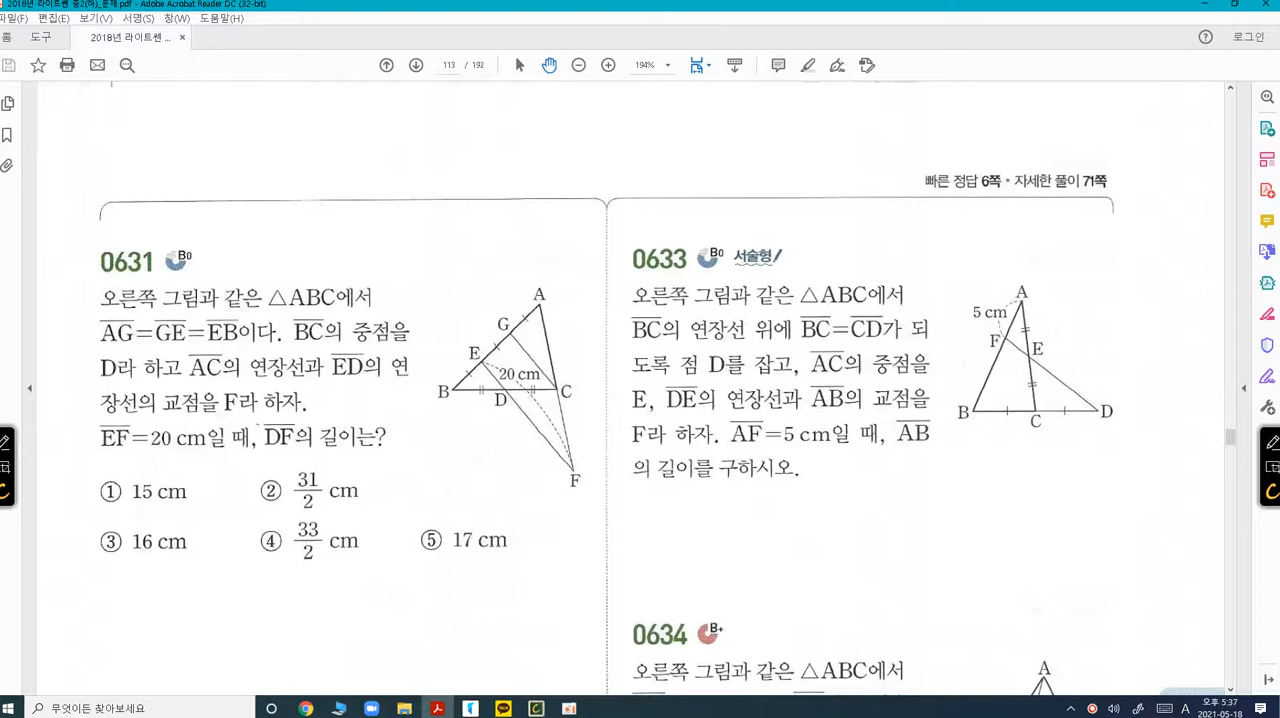 2018년 라이트쎈 중2(하)_문제.pdf - Adobe Acrobat Reader DC (32-bit)
파일(F) 편집(E) 보기(V) 서명(S) 창(W) 도움말(H)
홈 도구 2018년 라이트쎈 ... × 로그인
113 / 192 194%
빠른 정답 6쪽 • 자세한 풀이 71쪽
0631 B0
오른쪽 그림과 같은 △ABC에서
AG=GE=EB이다. BC의 중점을
D라 하고 AC의 연장선과 ED의 연
장선의 교점을 F라 하자.
EF=20 cm일 때, DF의 길이는?
① 15 cm ② 31/2 cm
③ 16 cm ④ 33/2 cm ⑤ 17 cm
A
G
E
20 cm
B D C
F
0633 B0 서술형
오른쪽 그림과 같은 △ABC에서
BC의 연장선 위에 BC=CD가 되
도록 점 D를 잡고, AC의 중점을
E, DE의 연장선과 AB의 교점을
F라 하자. AF=5 cm일 때, AB
의 길이를 구하시오.
A
5 cm
F E
B C D
0634 B+
오른쪽 그림과 같은 △ABC에서
A
무엇이든 찾아보세요
A 오후 5:37
2021-05-18